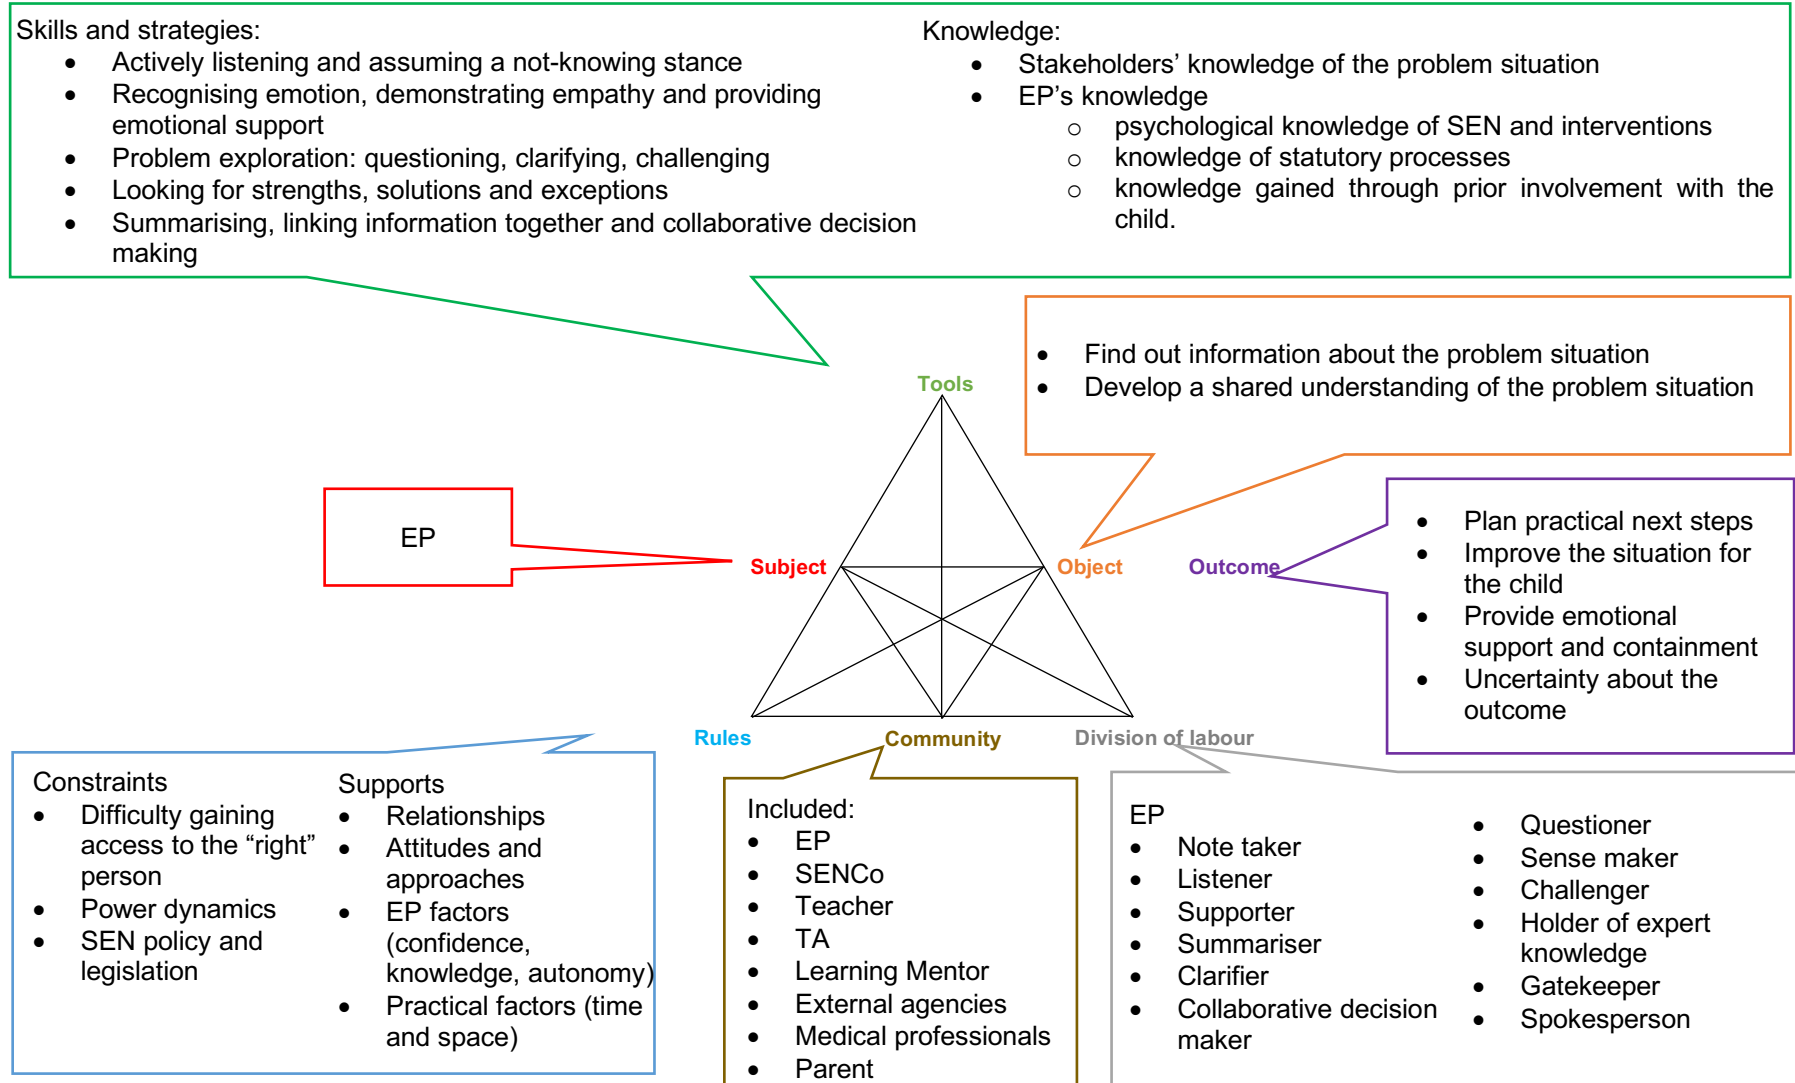 Skills and strategies:
• Actively listening and assuming a not-knowing stance
• Recognising emotion, demonstrating empathy and providing
emotional support
• Problem exploration: questioning, clarifying, challenging
• Looking for strengths, solutions and exceptions
• Summarising, linking information together and collaborative decision
making
Knowledge:
• Stakeholders’ knowledge of the problem situation
• EP’s knowledge
o psychological knowledge of SEN and interventions
o knowledge of statutory processes
o knowledge gained through prior involvement with the
child.
• Find out information about the problem situation
• Develop a shared understanding of the problem situation
Tools
EP
Subject
Object
Outcome
• Plan practical next steps
• Improve the situation for
the child
• Provide emotional
support and containment
• Uncertainty about the
outcome
Rules
Community
Division of labour
Constraints
• Difficulty gaining
access to the “right”
person
• Power dynamics
• SEN policy and
legislation
Supports
• Relationships
• Attitudes and
approaches
• EP factors
(confidence,
knowledge, autonomy)
• Practical factors (time
and space)
Included:
• EP
• SENCo
• Teacher
• TA
• Learning Mentor
• External agencies
• Medical professionals
• Parent
EP
• Note taker
• Listener
• Supporter
• Summariser
• Clarifier
• Collaborative decision
maker
• Questioner
• Sense maker
• Challenger
• Holder of expert
knowledge
• Gatekeeper
• Spokesperson